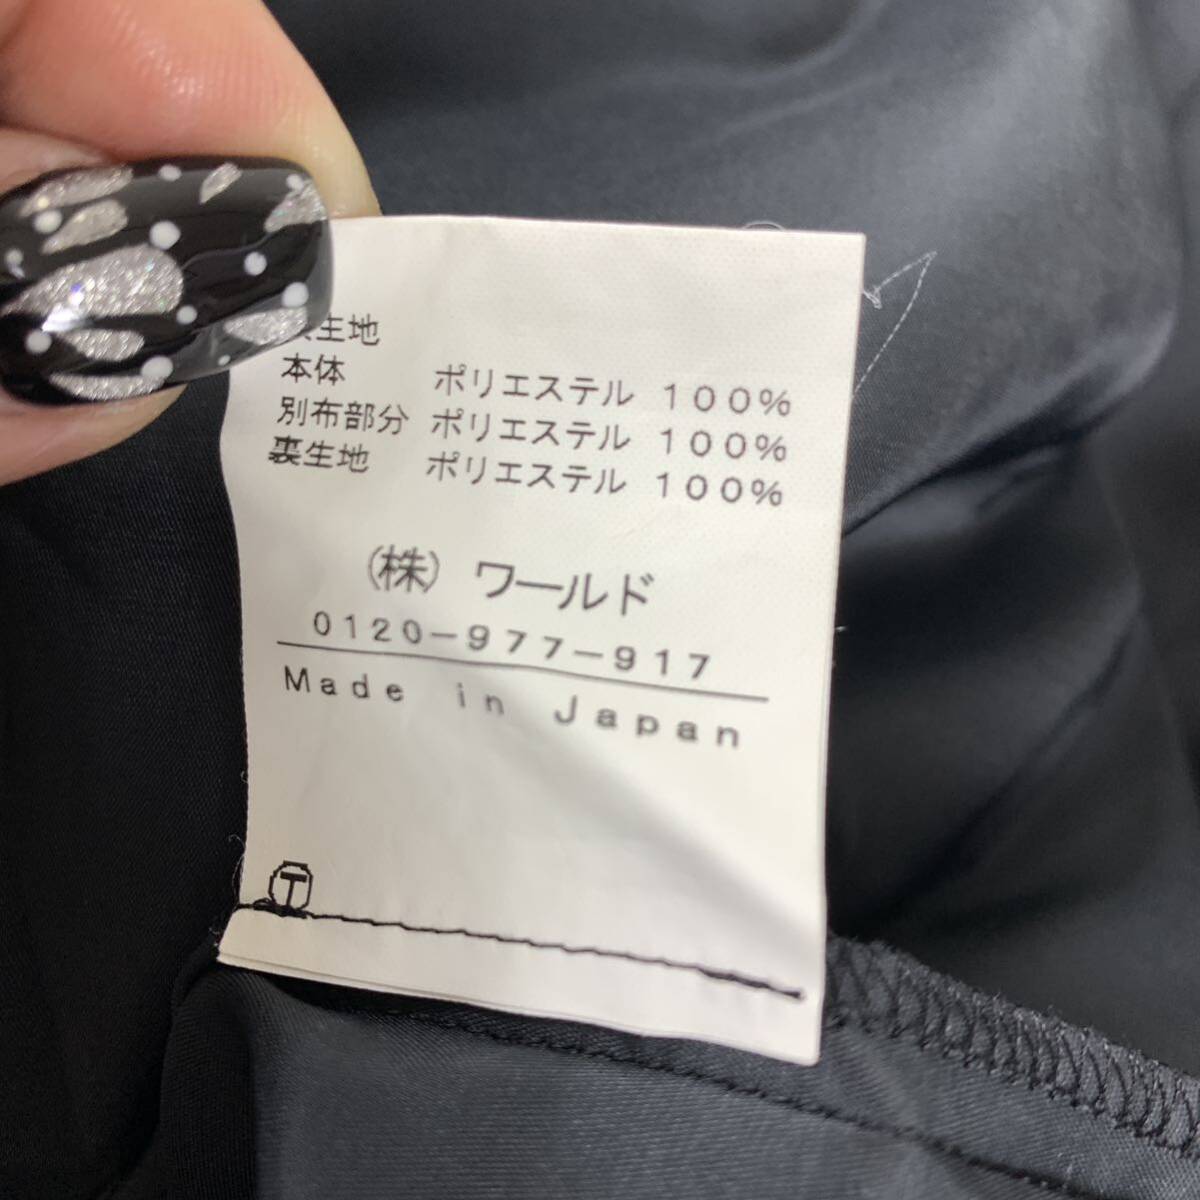 生地
本体 ポリエステル 100%
別布部分 ポリエステル 100%
裏生地 ポリエステル 100%
(株) ワールド
0120-977-917
Made in Japan
T